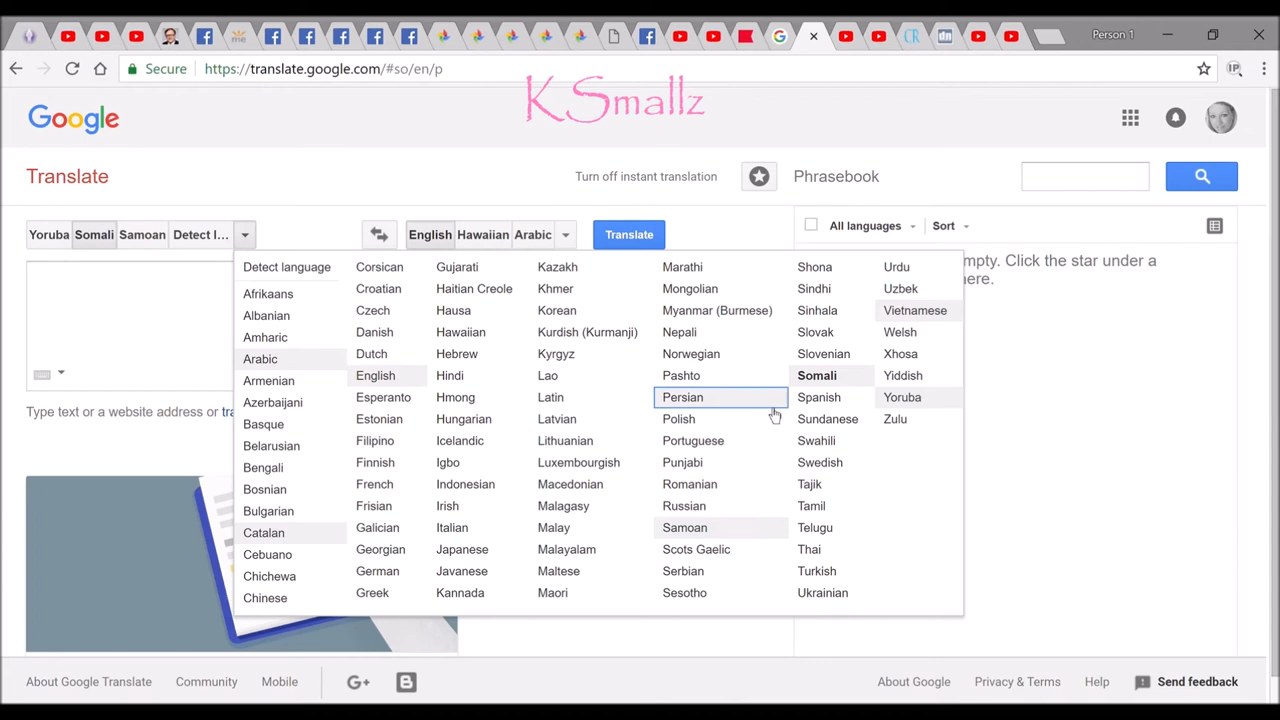 Person 1
Secure https://translate.google.com/#so/en/p
K Smallz
Google
Translate
Turn off instant translation
Phrasebook
Yoruba Somali Samoan Detect l...
English Hawaiian Arabic
Translate
All languages
Sort
empty. Click the star under a
here.
Type text or a website address or
Detect language
Afrikaans
Albanian
Amharic
Arabic
Armenian
Azerbaijani
Basque
Belarusian
Bengali
Bosnian
Bulgarian
Catalan
Cebuano
Chichewa
Chinese
Corsican
Croatian
Czech
Danish
Dutch
English
Esperanto
Estonian
Filipino
Finnish
French
Frisian
Galician
Georgian
German
Greek
Gujarati
Haitian Creole
Hausa
Hawaiian
Hebrew
Hindi
Hmong
Hungarian
Icelandic
Igbo
Indonesian
Irish
Italian
Japanese
Javanese
Kannada
Kazakh
Khmer
Korean
Kurdish (Kurmanji)
Kyrgyz
Lao
Latin
Latvian
Lithuanian
Luxembourgish
Macedonian
Malagasy
Malay
Malayalam
Maltese
Maori
Marathi
Mongolian
Myanmar (Burmese)
Nepali
Norwegian
Pashto
Persian
Polish
Portuguese
Punjabi
Romanian
Russian
Samoan
Scots Gaelic
Serbian
Sesotho
Shona
Sindhi
Sinhala
Slovak
Slovenian
Somali
Spanish
Sundanese
Swahili
Swedish
Tajik
Tamil
Telugu
Thai
Turkish
Ukrainian
Urdu
Uzbek
Vietnamese
Welsh
Xhosa
Yiddish
Yoruba
Zulu
About Google Translate
Community
Mobile
G+
About Google
Privacy & Terms
Help
Send feedback